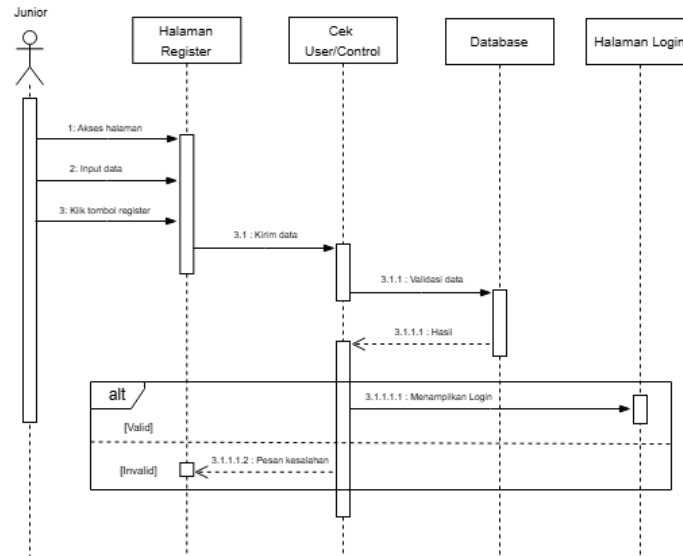 Junior
Halaman
Register
Cek
User/Control
Database
Halaman Login
1: Akses halaman
2: Input data
3: Klik tombol register
3.1 : Kirim data
3.1.1 : Validasi data
3.1.1.1 : Hasil
alt
3.1.1.1.1 : Menampilkan Login
[Valid]
[Invalid]
3.1.1.1.2 : Pesan kesalahan